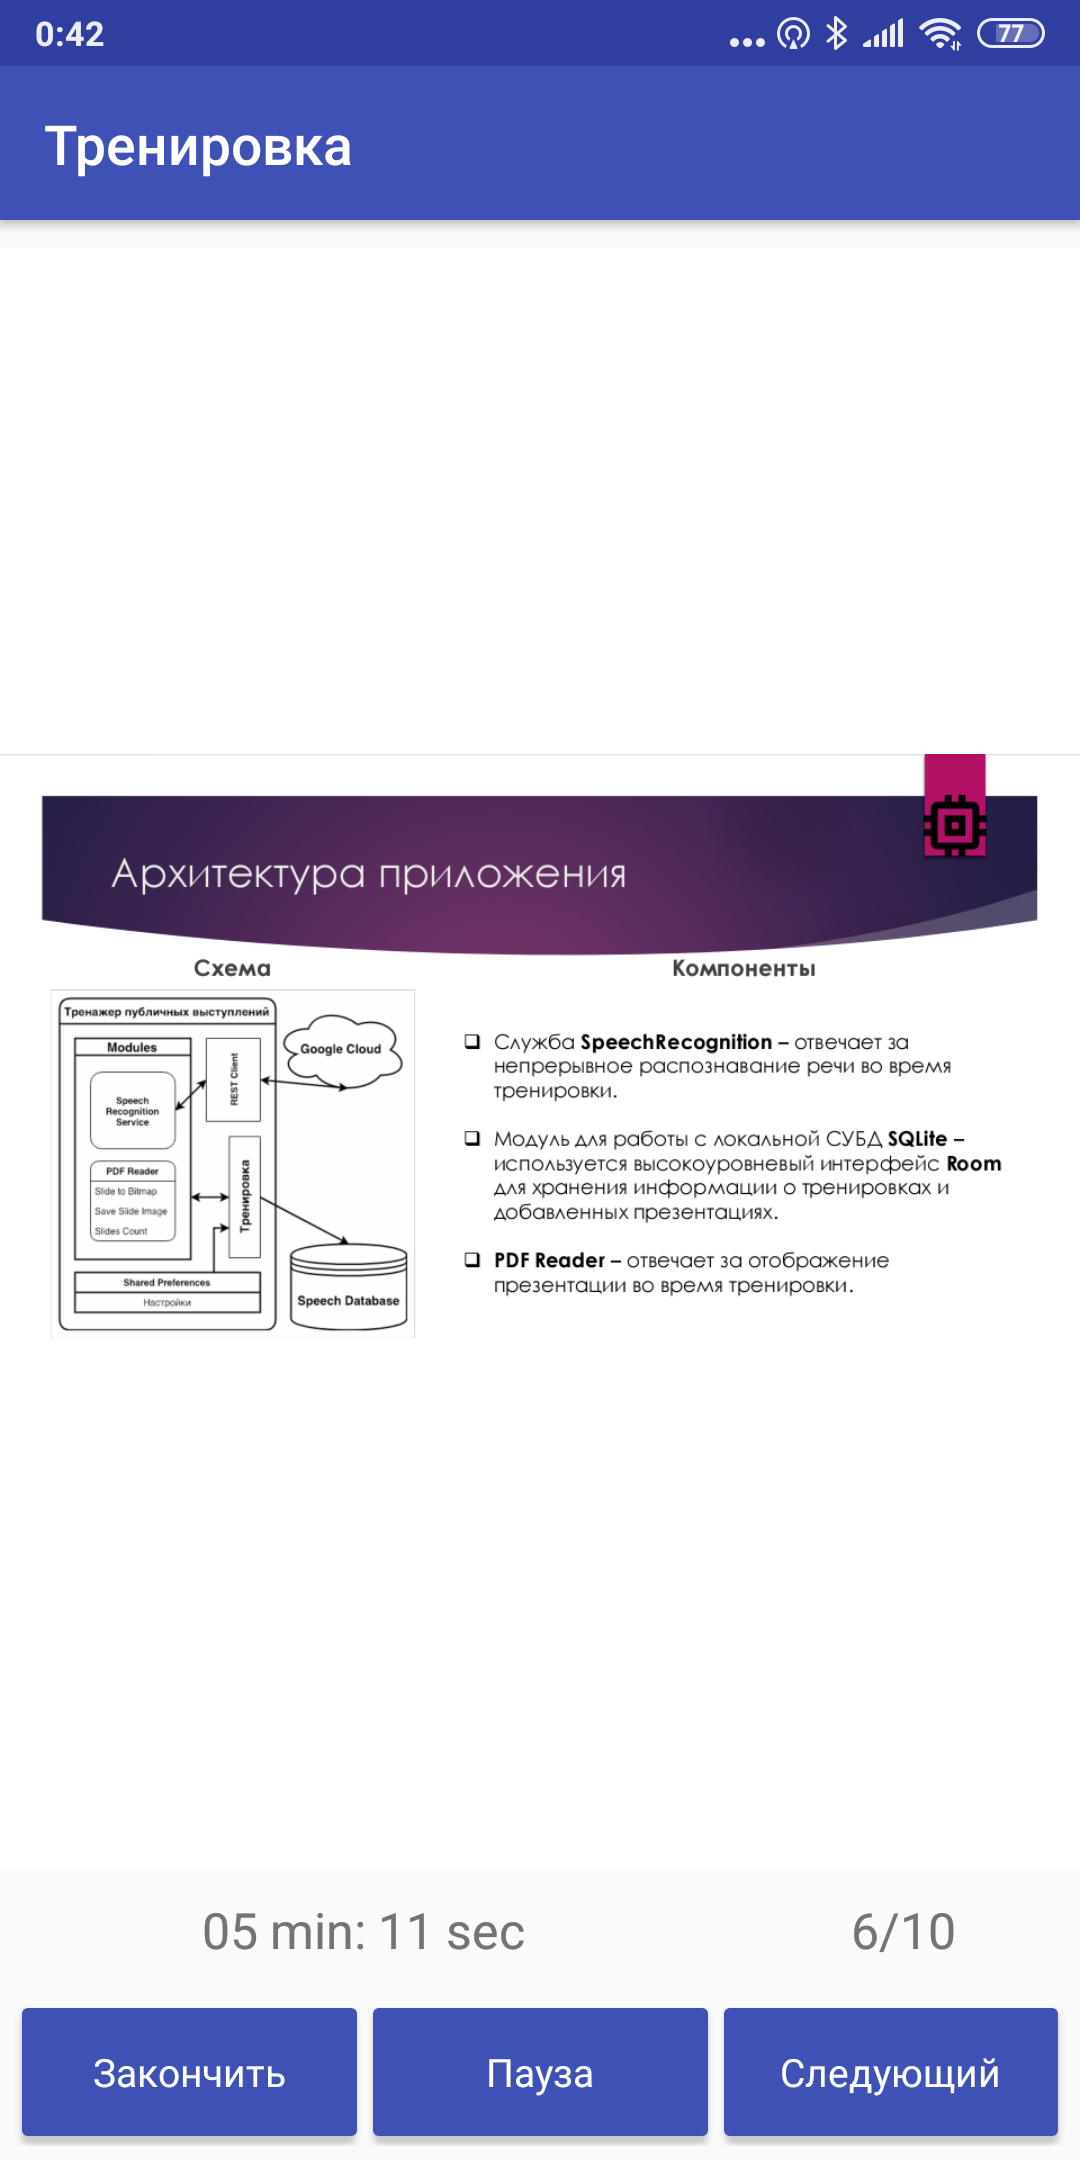 0:42
77
Тренировка
Архитектура приложения
Схема
Тренажер публичных выступлений
Modules
Speech
Recognition
Service
REST Client
Google Cloud
PDF Reader
Slide to Bitmap
Save Slide Image
Slides Count
Тренировка
Shared Preferences
Настройки
Speech Database
Компоненты
❑ Служба SpeechRecognition – отвечает за
непрерывное распознавание речи во время
тренировки.
❑ Модуль для работы с локальной СУБД SQLite –
используется высокоуровневый интерфейс Room
для хранения информации о тренировках и
добавленных презентациях.
❑ PDF Reader – отвечает за отображение
презентации во время тренировки.
05 min: 11 sec
6/10
Закончить
Пауза
Следующий